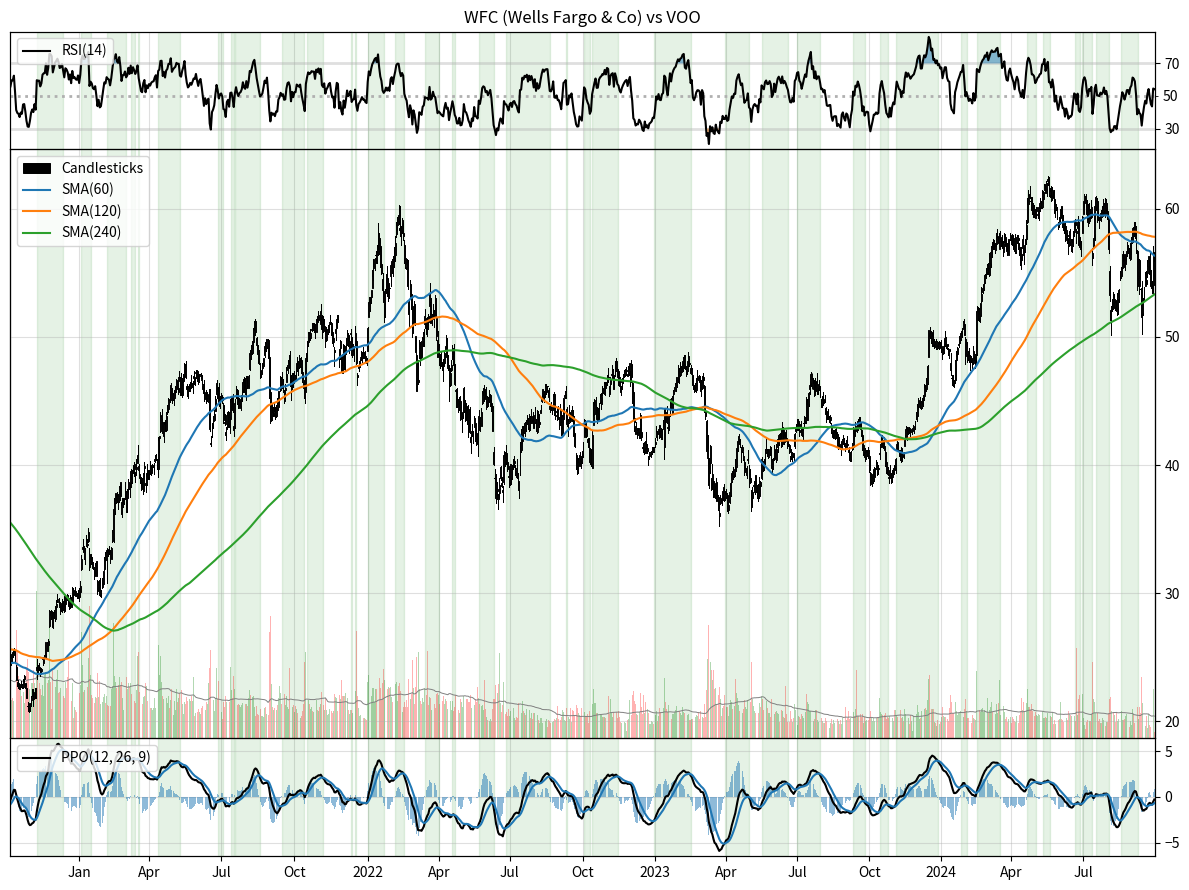 WFC (Wells Fargo & Co) vs VOO
RSI(14)
70
50
30
Candlesticks
SMA(60)
SMA(120)
SMA(240)
60
50
40
30
20
PPO(12, 26, 9)
5
0
−5
Jan Apr Jul Oct 2022 Apr Jul Oct 2023 Apr Jul Oct 2024 Apr Jul